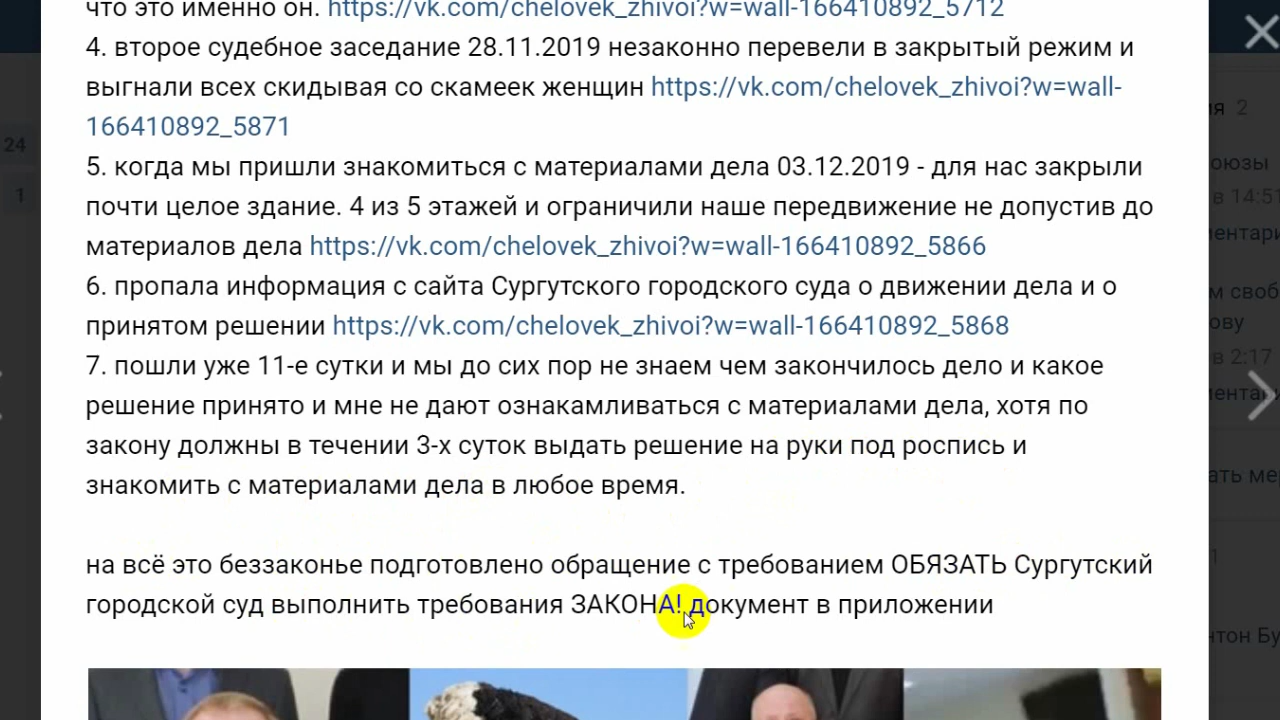 что это именно он. https://vk.com/chelovek_zhivoi?w=wall-166410892_5712
4. второе судебное заседание 28.11.2019 незаконно перевели в закрытый режим и
выгнали всех скидывая со скамеек женщин https://vk.com/chelovek_zhivoi?w=wall-
166410892_5871
5. когда мы пришли знакомиться с материалами дела 03.12.2019 - для нас закрыли
почти целое здание. 4 из 5 этажей и ограничили наше передвижение не допустив до
материалов дела https://vk.com/chelovek_zhivoi?w=wall-166410892_5866
6. пропала информация с сайта Сургутского городского суда о движении дела и о
принятом решении https://vk.com/chelovek_zhivoi?w=wall-166410892_5868
7. пошли уже 11-е сутки и мы до сих пор не знаем чем закончилось дело и какое
решение принято и мне не дают ознакамливаться с материалами дела, хотя по
закону должны в течении 3-х суток выдать решение на руки под роспись и
знакомить с материалами дела в любое время.
на всё это беззаконье подготовлено обращение с требованием ОБЯЗАТЬ Сургутский
городской суд выполнить требования ЗАКОНА! документ в приложении
24
1
2
в 2:17